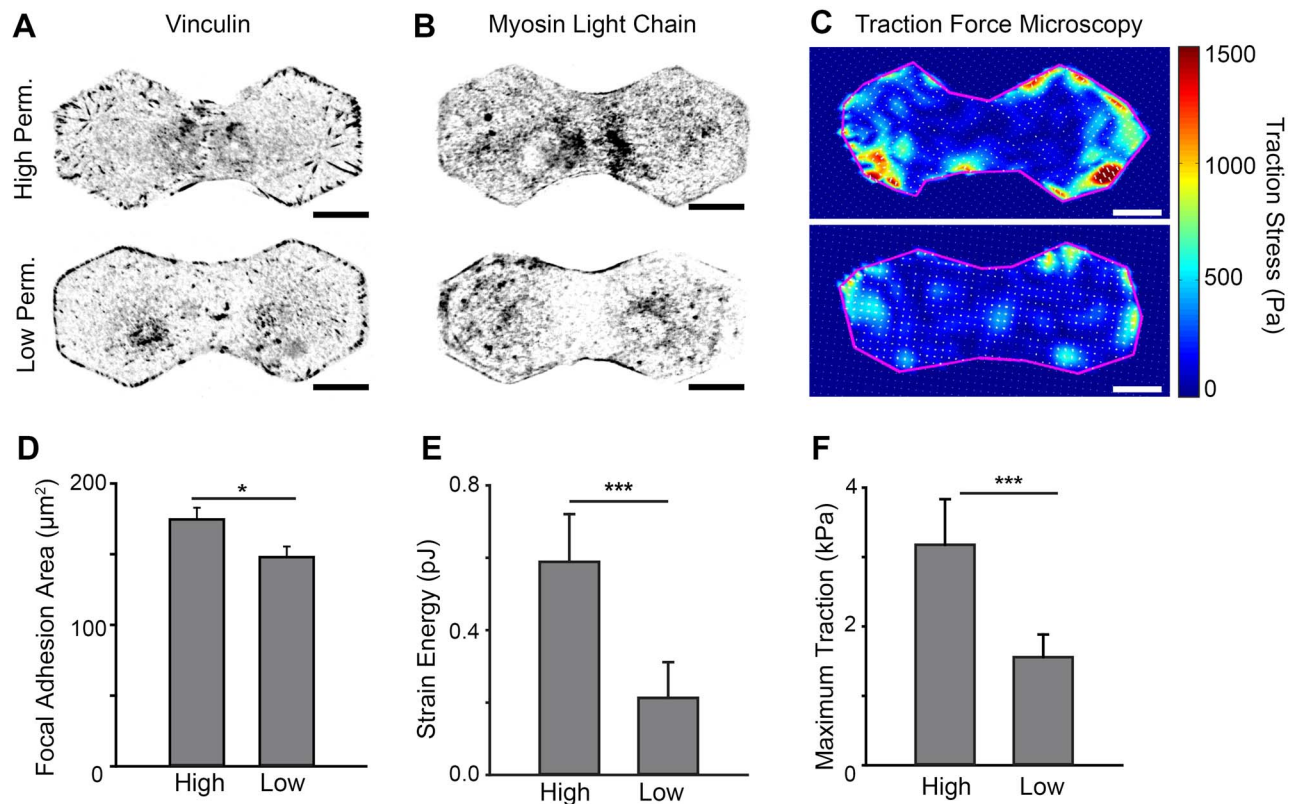 A Vinculin
B Myosin Light Chain
C Traction Force Microscopy
High Perm.
Low Perm.
1500
1000
500
0
Traction Stress (Pa)
D
Focal Adhesion Area (µm²)
200
100
0
*
High Low
E
Strain Energy (pJ)
0.8
0.4
0.0
***
High Low
F
Maximum Traction (kPa)
4
2
0
***
High Low